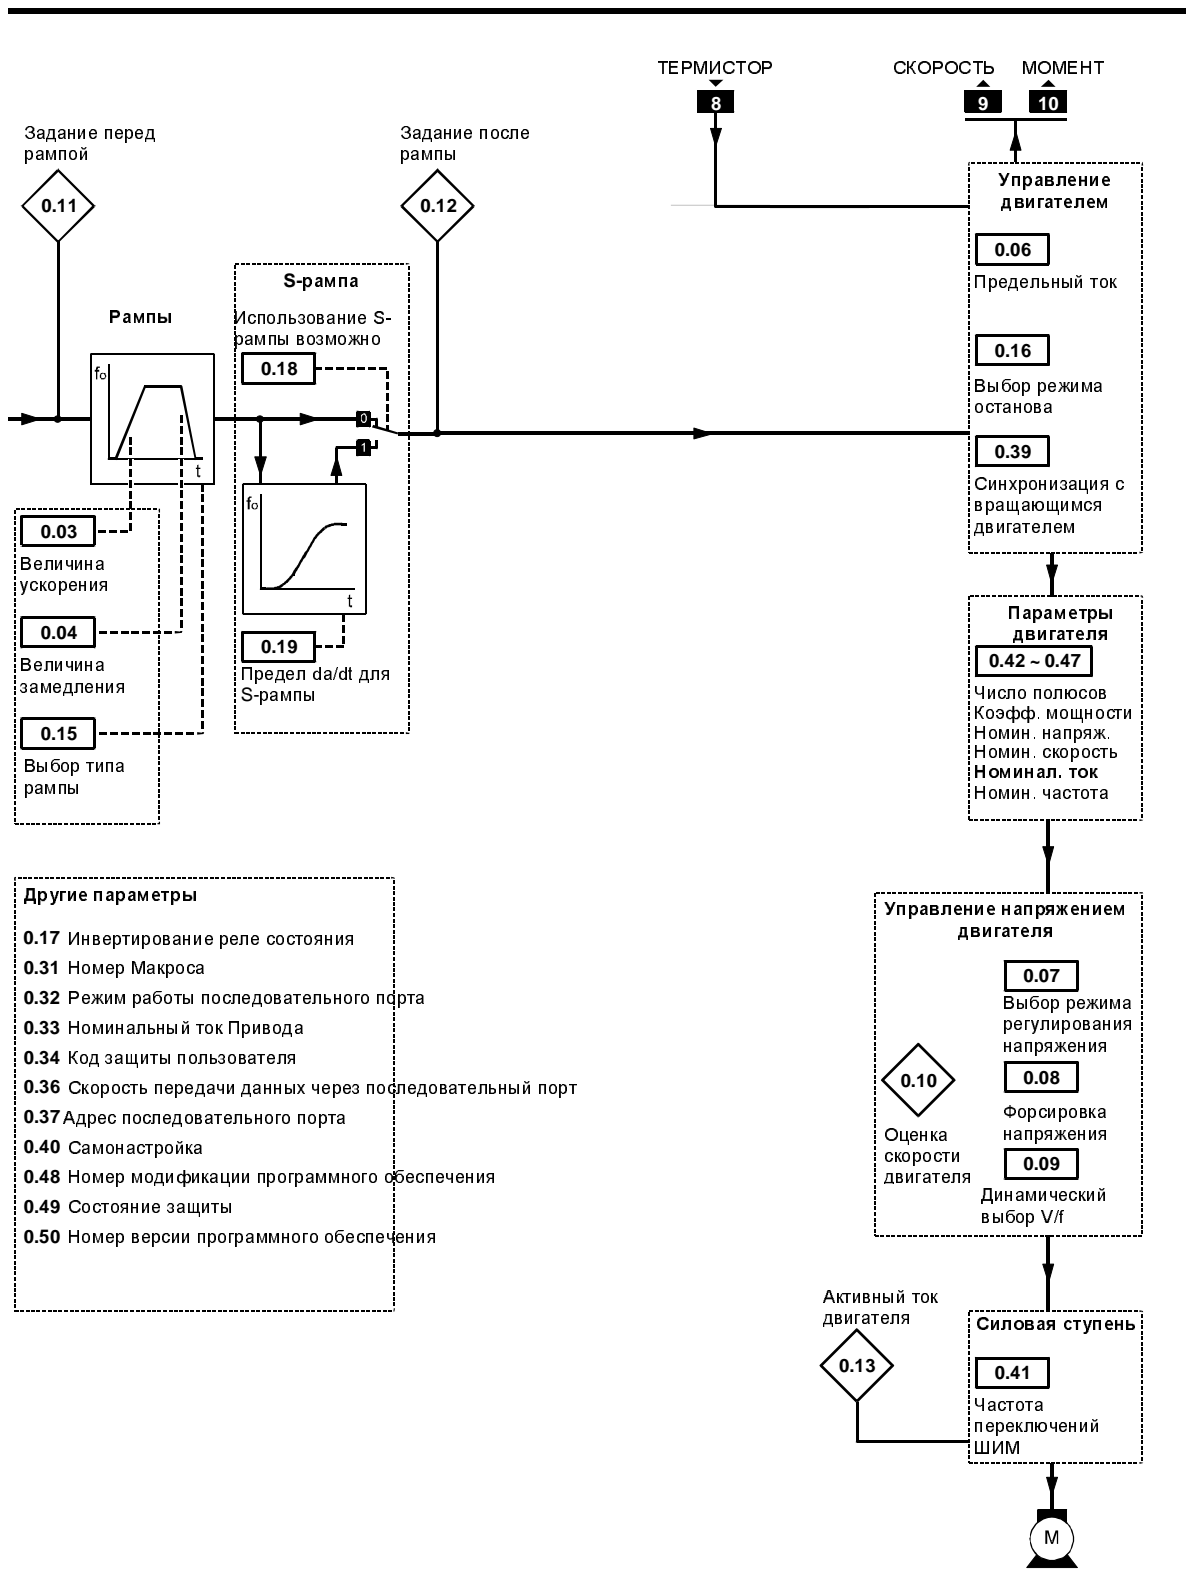 ТЕРМИСТОР
8
СКОРОСТЬ МОМЕНТ
9 10
Задание перед
рампой
0.11
Задание после
рампы
0.12
Рампы
fо
t
0.03
Величина
ускорения
0.04
Величина
замедления
0.15
Выбор типа
рампы
S-рампа
Использование S-
рампы возможно
0.18
0
1
fо
t
0.19
Предел da/dt для
S-рампы
Управление
двигателем
0.06
Предельный ток
0.16
Выбор режима
останова
0.39
Синхронизация с
вращающимся
двигателем
Параметры
двигателя
0.42 ~ 0.47
Число полюсов
Коэфф. мощности
Номин. напряж.
Номин. скорость
Номинал. ток
Номин. частота
Другие параметры
0.17 Инвертирование реле состояния
0.31 Номер Макроса
0.32 Режим работы последовательного порта
0.33 Номинальный ток Привода
0.34 Код защиты пользователя
0.36 Скорость передачи данных через последовательный порт
0.37 Адрес последовательного порта
0.40 Самонастройка
0.48 Номер модификации программного обеспечения
0.49 Состояние защиты
0.50 Номер версии программного обеспечения
Управление напряжением
двигателя
0.07
Выбор режима
регулирования
напряжения
0.08
Форсировка
напряжения
0.09
Динамический
выбор V/f
0.10
Оценка
скорости
двигателя
Активный ток
двигателя
0.13
Силовая ступень
0.41
Частота
переключений
ШИМ
М